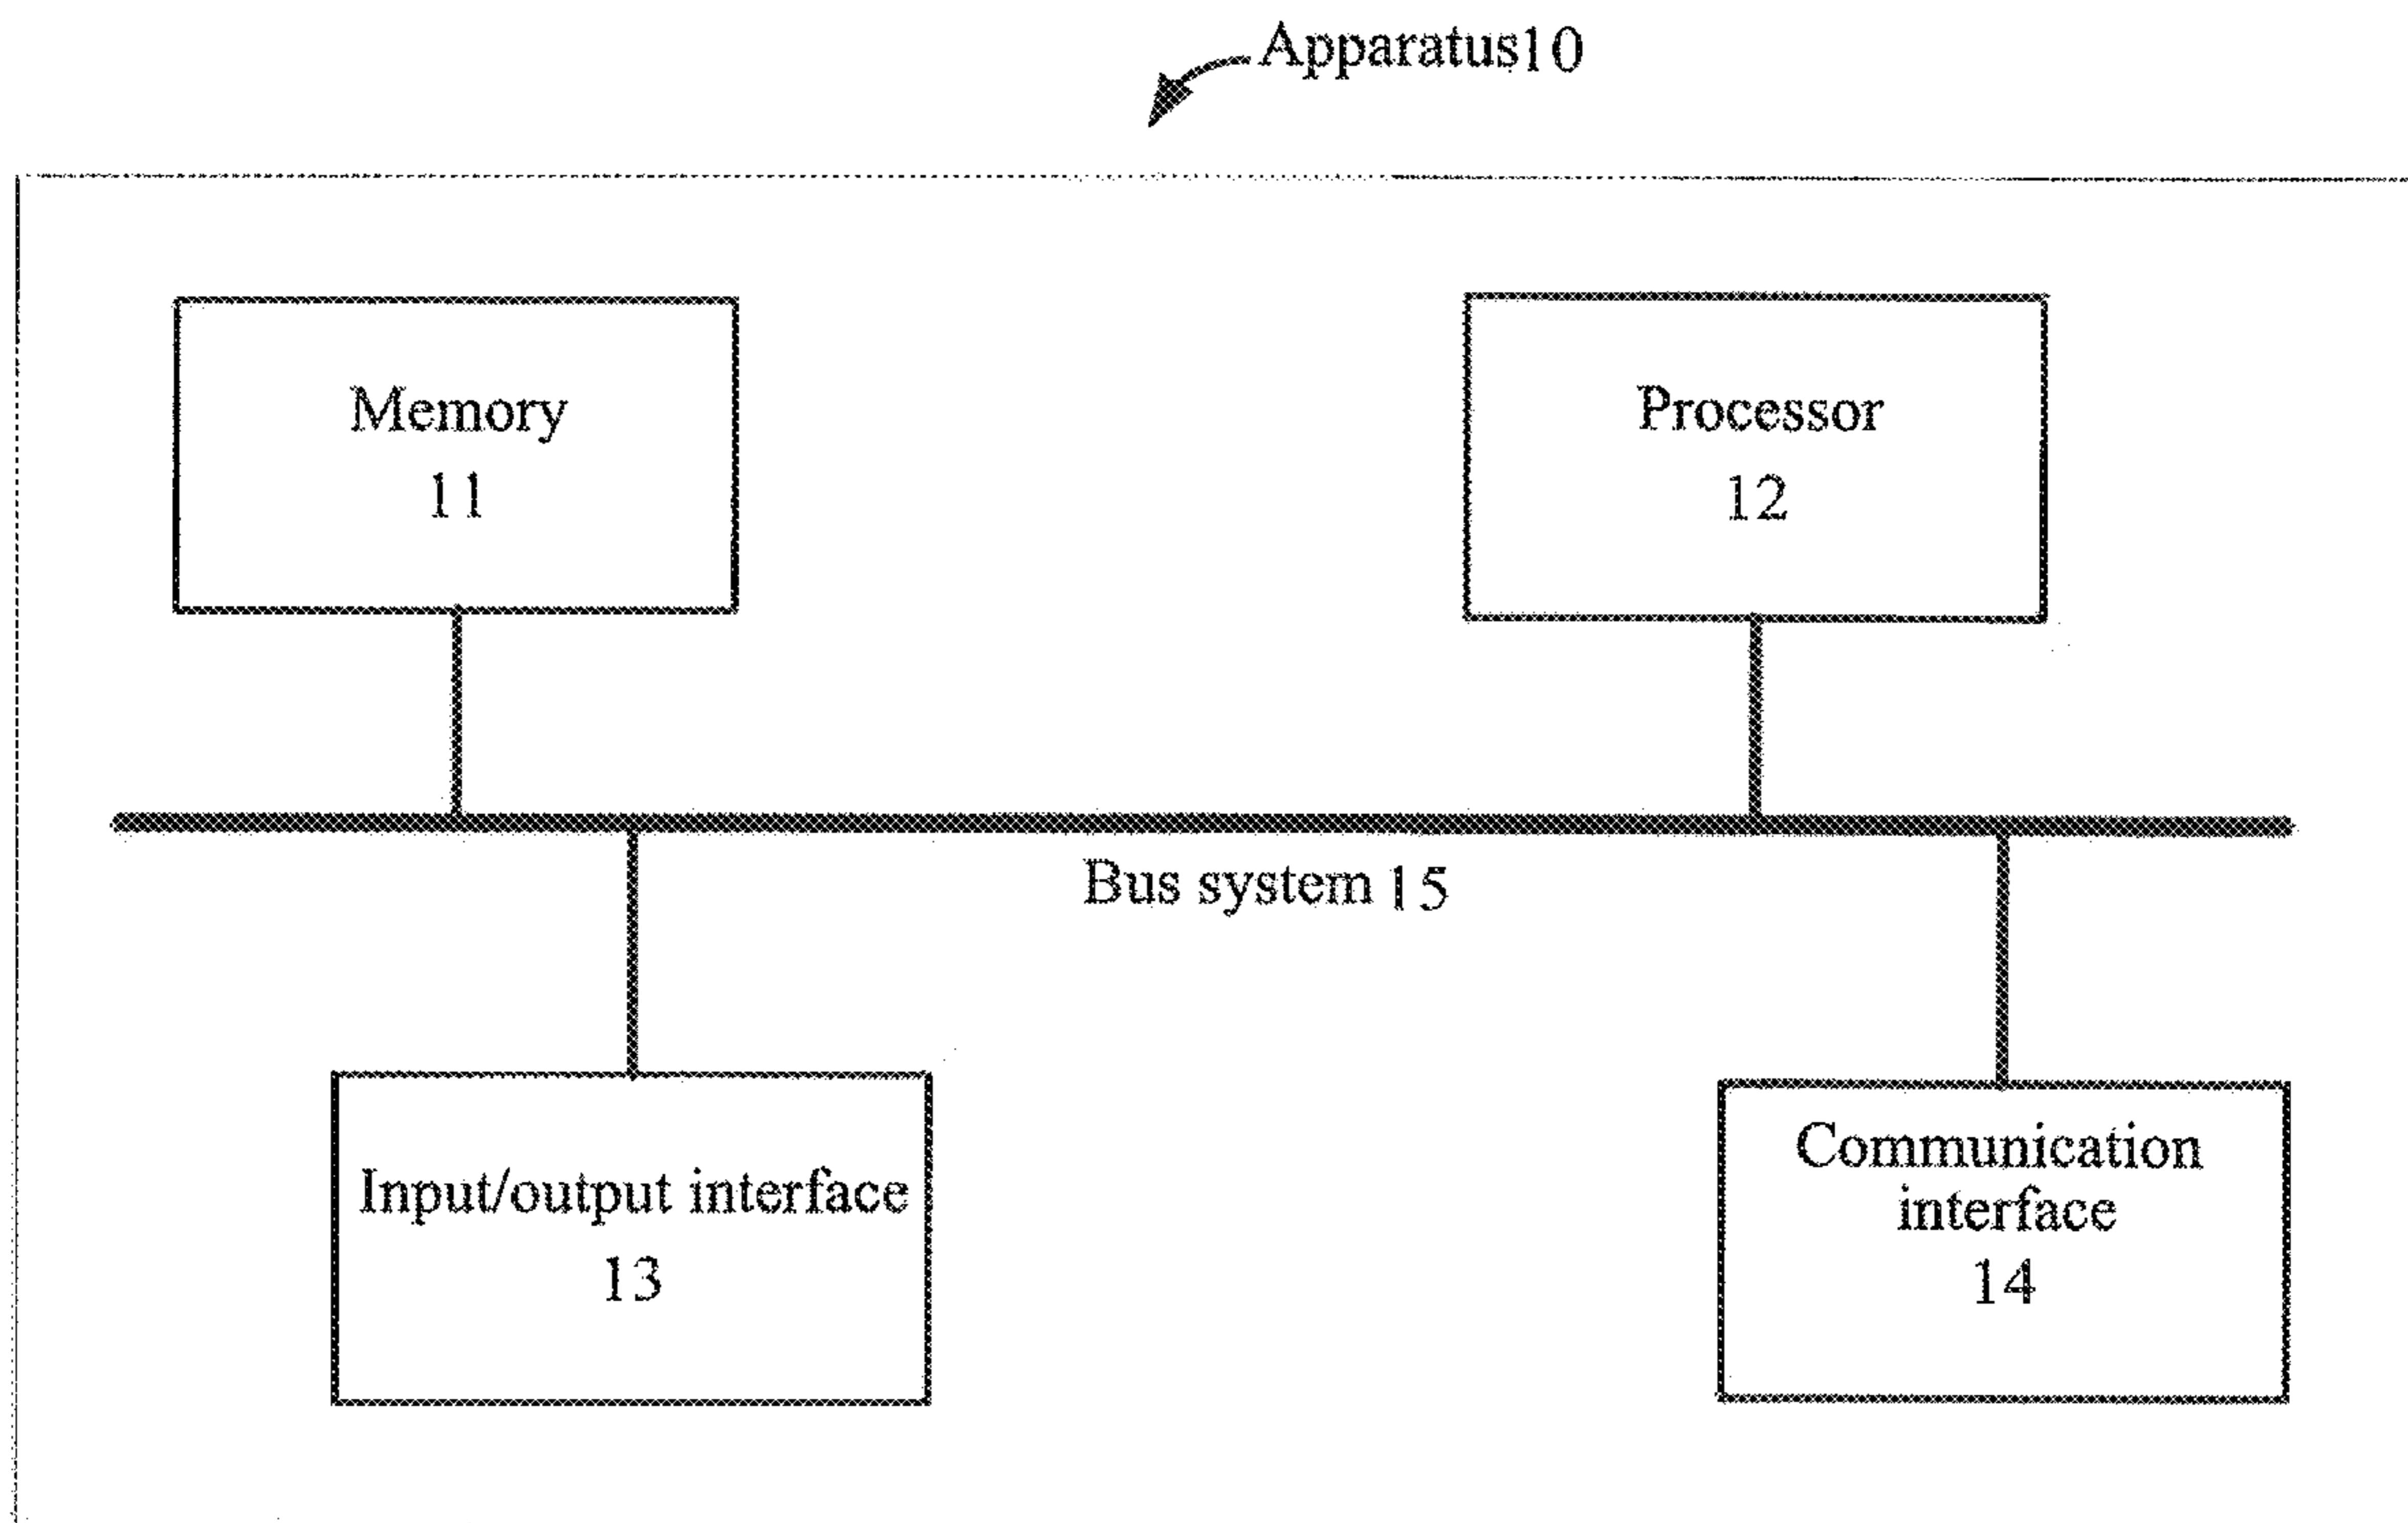 Apparatus10
Memory
11
Processor
12
Bus system 15
Input/output interface
13
Communication
interface
14